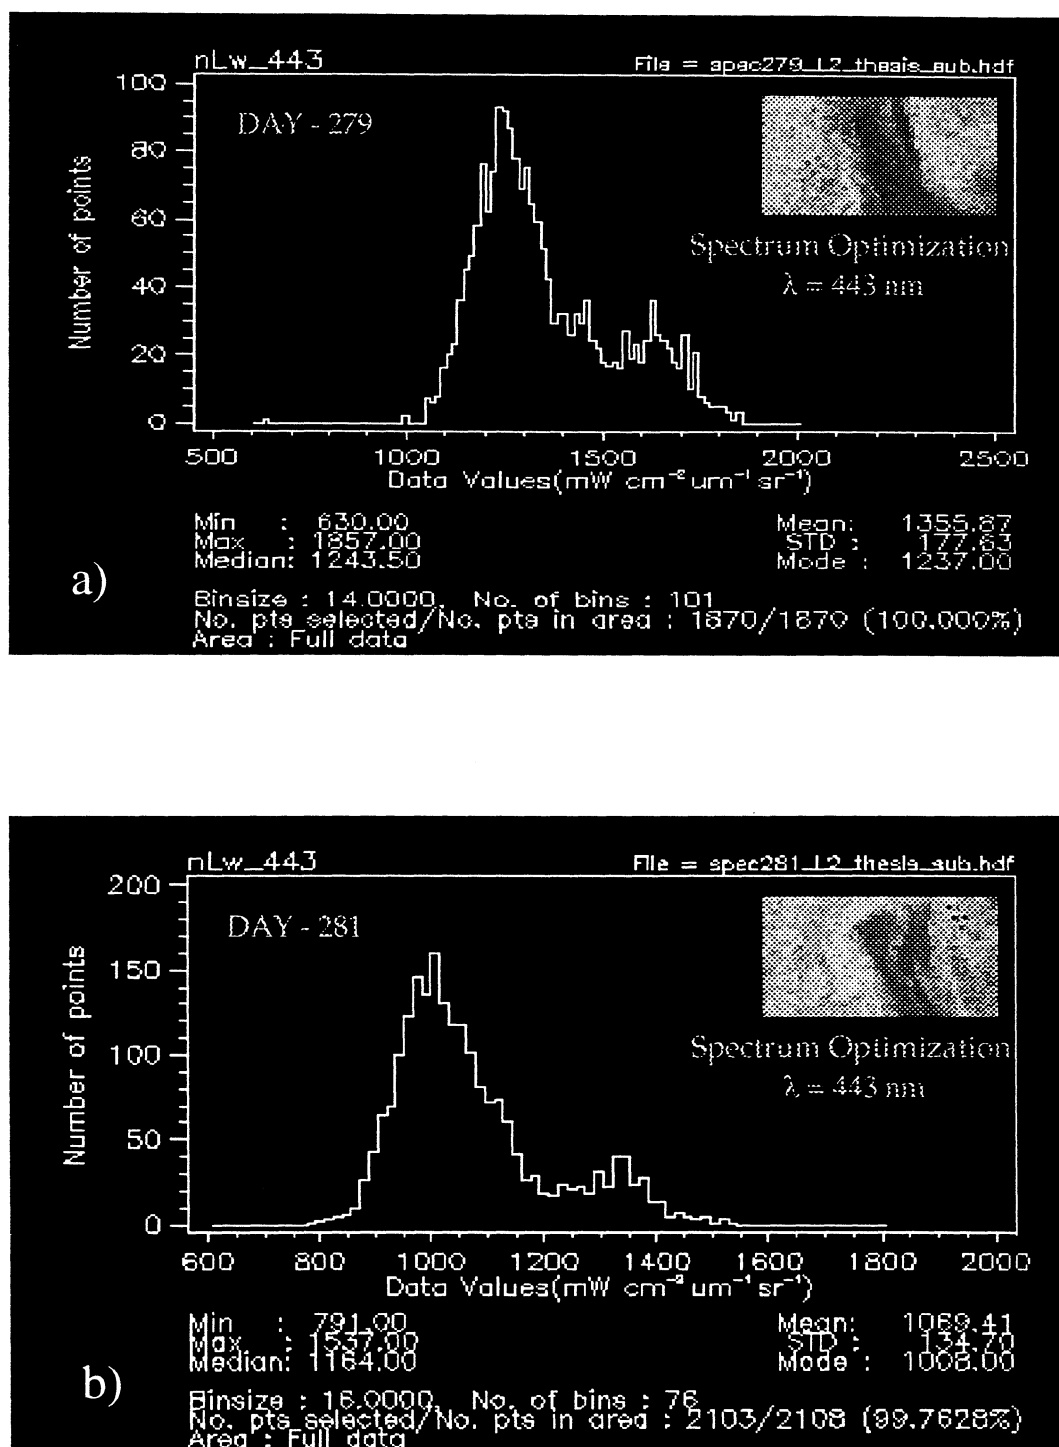 nLw_443 File = spec279_L2_thesis_sub.hdf
DAY - 279
Spectrum Optimization
λ = 443 nm
Number of points
100
80
60
40
20
0
500 1000 1500 2000 2500
Data Values(mW cm⁻² um⁻¹ sr⁻¹)
Min : 630.00 Mean: 1355.87
Max : 1857.00 STD : 177.63
Median: 1243.50 Mode : 1237.00
a)
Binsize : 14.0000, No. of bins : 101
No. pts selected/No. pts in area : 1870/1870 (100.000%)
Area : Full data
nLw_443 File = spec281_L2_thesis_sub.hdf
DAY - 281
Spectrum Optimization
λ = 443 nm
Number of points
200
150
100
50
0
600 800 1000 1200 1400 1600 1800 2000
Data Values(mW cm⁻² um⁻¹ sr⁻¹)
Min : 791.00 Mean: 1069.41
Max : 1537.00 STD : 134.70
Median: 1164.00 Mode : 1008.00
b)
Binsize : 16.0000, No. of bins : 76
No. pts selected/No. pts in area : 2103/2108 (99.7628%)
Area : Full data